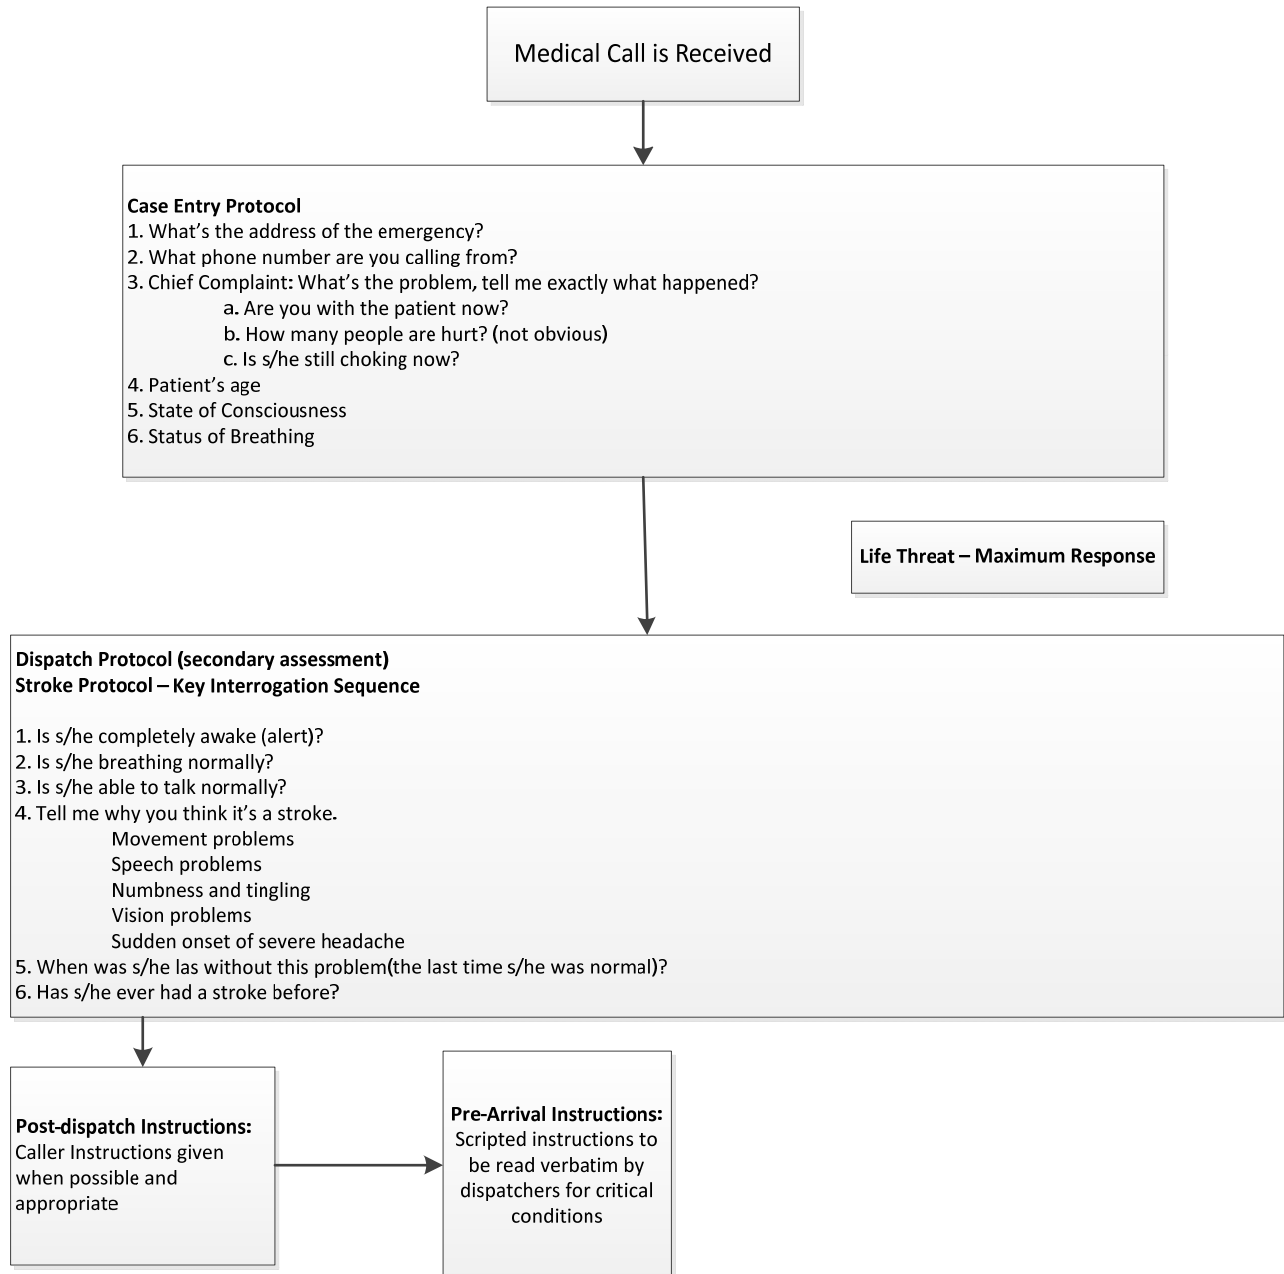 Medical Call is Received
Case Entry Protocol
1. What's the address of the emergency?
2. What phone number are you calling from?
3. Chief Complaint: What's the problem, tell me exactly what happened?
a. Are you with the patient now?
b. How many people are hurt? (not obvious)
c. Is s/he still choking now?
4. Patient's age
5. State of Consciousness
6. Status of Breathing
Life Threat – Maximum Response
Dispatch Protocol (secondary assessment)
Stroke Protocol – Key Interrogation Sequence
1. Is s/he completely awake (alert)?
2. Is s/he breathing normally?
3. Is s/he able to talk normally?
4. Tell me why you think it's a stroke.
Movement problems
Speech problems
Numbness and tingling
Vision problems
Sudden onset of severe headache
5. When was s/he las without this problem(the last time s/he was normal)?
6. Has s/he ever had a stroke before?
Post-dispatch Instructions:
Caller Instructions given
when possible and
appropriate
Pre-Arrival Instructions:
Scripted instructions to
be read verbatim by
dispatchers for critical
conditions